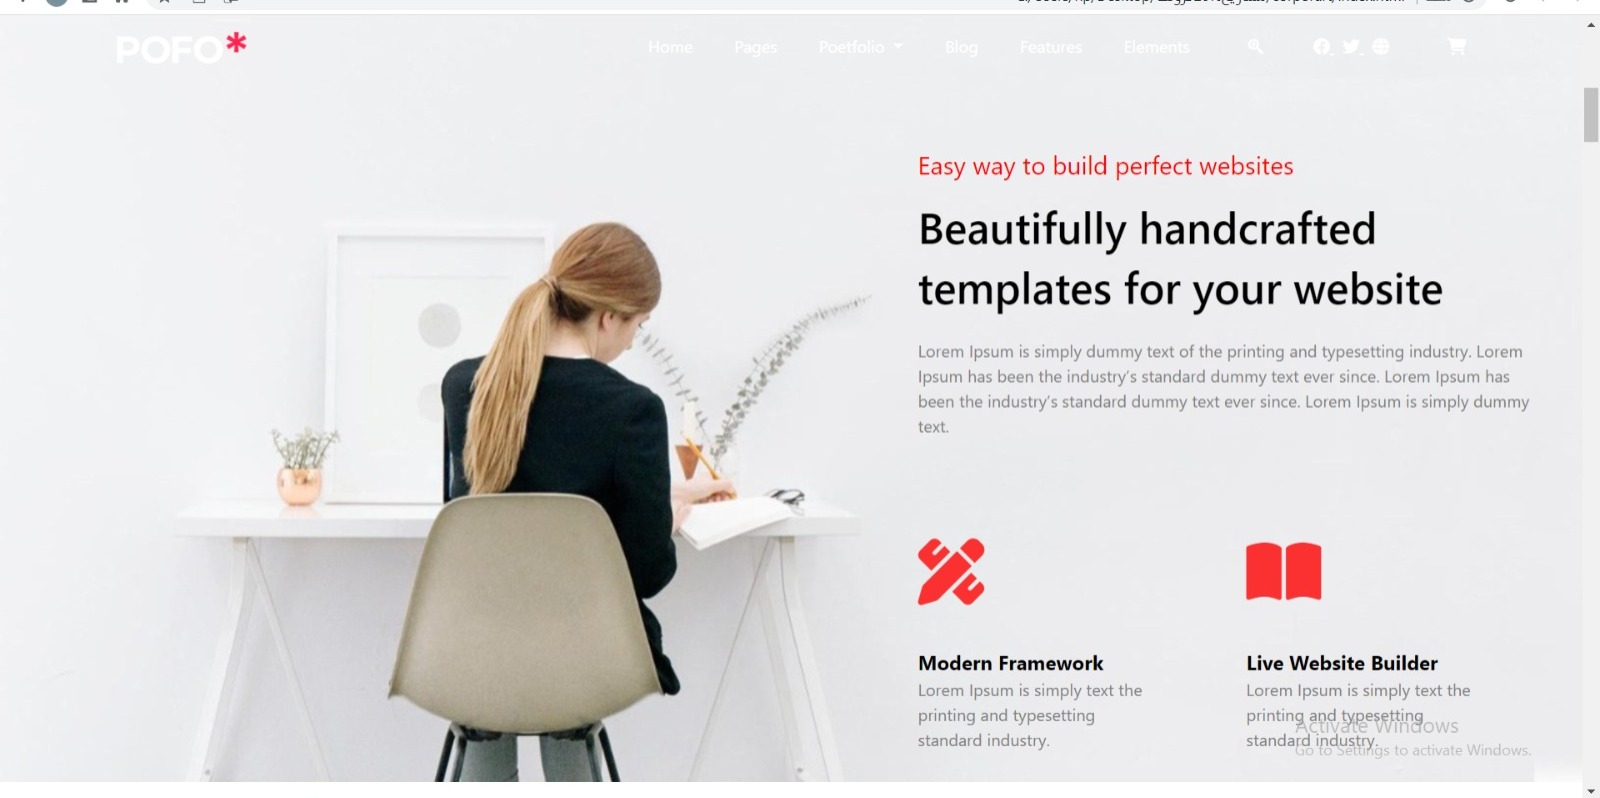 POFO*
Home Pages Poetfolio Blog Features Elements
Easy way to build perfect websites
Beautifully handcrafted
templates for your website
Lorem Ipsum is simply dummy text of the printing and typesetting industry. Lorem
Ipsum has been the industry's standard dummy text ever since. Lorem Ipsum has
been the industry's standard dummy text ever since. Lorem Ipsum is simply dummy
text.
Modern Framework
Lorem Ipsum is simply text the
printing and typesetting
standard industry.
Live Website Builder
Lorem Ipsum is simply text the
printing and typesetting
standard industry.
Activate Windows
Go to Settings to activate Windows.